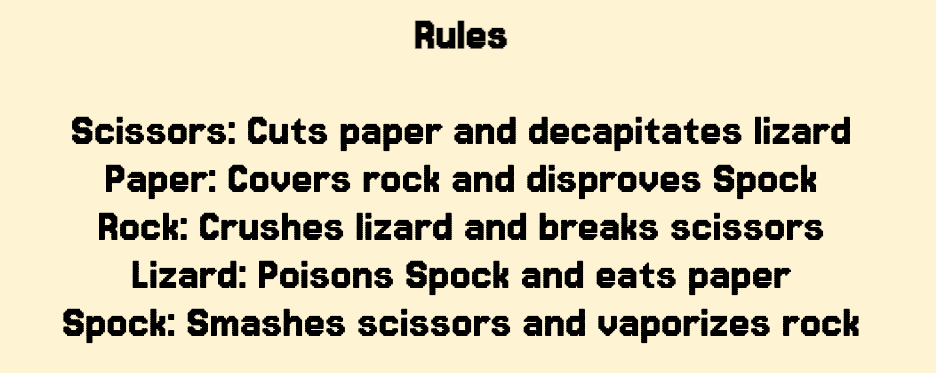 Rules
Scissors: Cuts paper and decapitates lizard
Paper: Covers rock and disproves Spock
Rock: Crushes lizard and breaks scissors
Lizard: Poisons Spock and eats paper
Spock: Smashes scissors and vaporizes rock